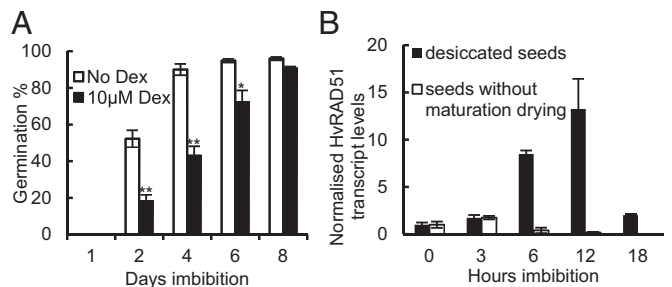 A
Germination %
100
80
60
40
20
0
No Dex
10µM Dex
**
**
*
1 2 4 6 8
Days imbibition
B
Normalised HvRAD51
transcript levels
20
15
10
5
0
desiccated seeds
seeds without
maturation drying
0 3 6 12 18
Hours imbibition